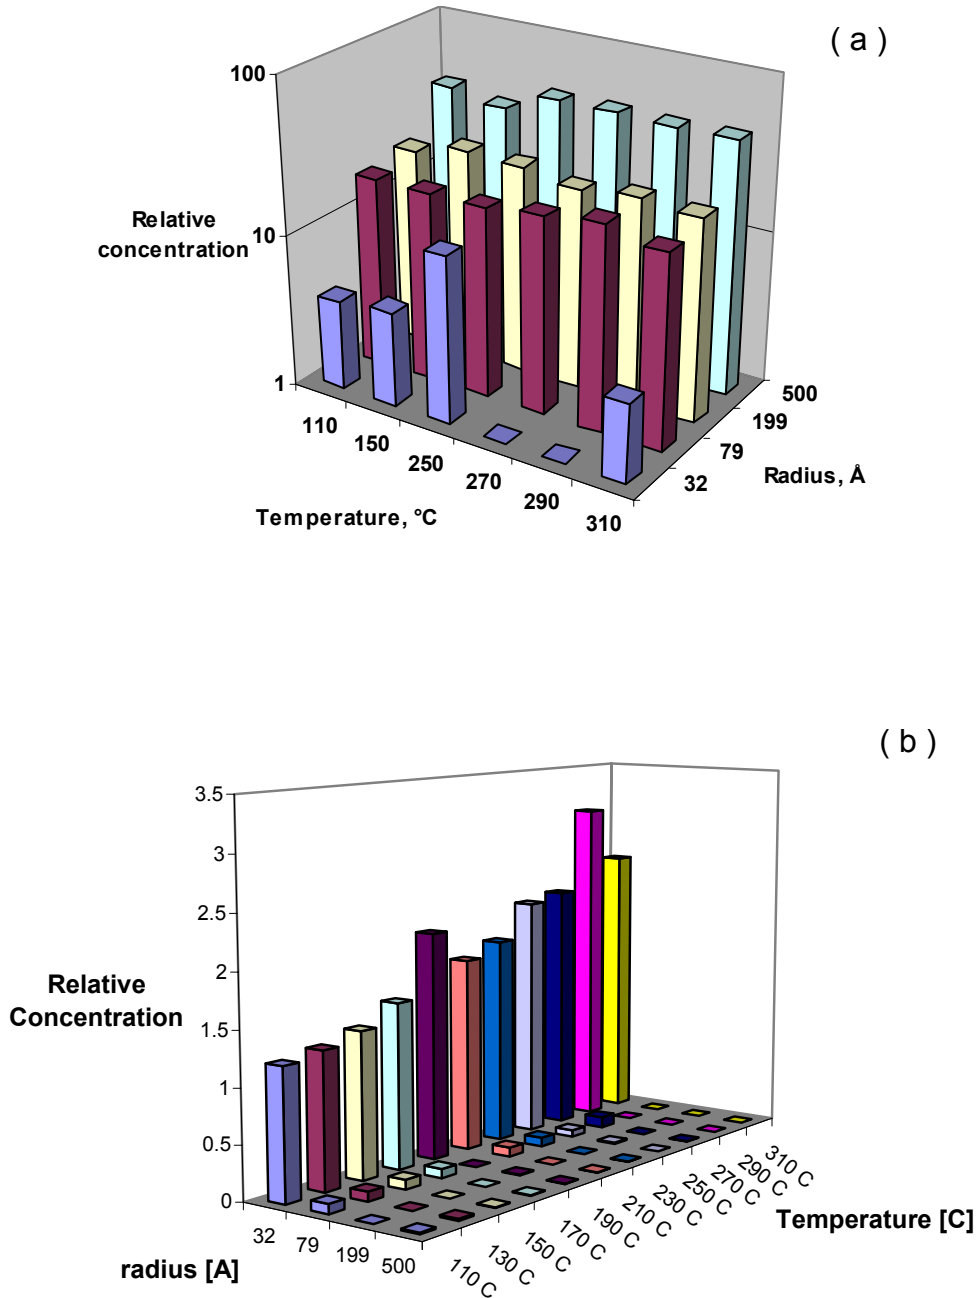 ( a )
100
10
1
Relative
concentration
110
150
250
270
290
310
Temperature, °C
32
79
199
500
Radius, Å
( b )
3.5
3
2.5
2
1.5
1
0.5
0
Relative
Concentration
32
79
199
500
radius [A]
110 C
130 C
150 C
170 C
190 C
210 C
230 C
250 C
270 C
290 C
310 C
Temperature [C]